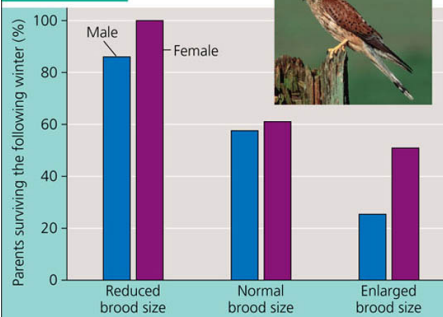 Parents surviving the following winter (%)
100
80
60
40
20
0
Male
Female
Reduced
brood size
Normal
brood size
Enlarged
brood size